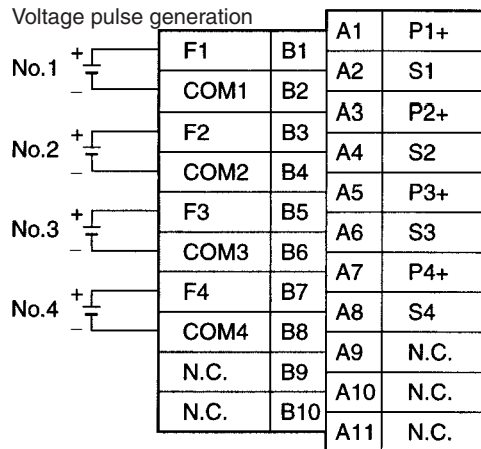 Voltage pulse generation
A1 P1+
No.1 + − F1 B1
A2 S1
COM1 B2
A3 P2+
No.2 + − F2 B3
A4 S2
COM2 B4
A5 P3+
No.3 + − F3 B5
A6 S3
COM3 B6
A7 P4+
No.4 + − F4 B7
A8 S4
COM4 B8
A9 N.C.
N.C. B9
A10 N.C.
N.C. B10
A11 N.C.